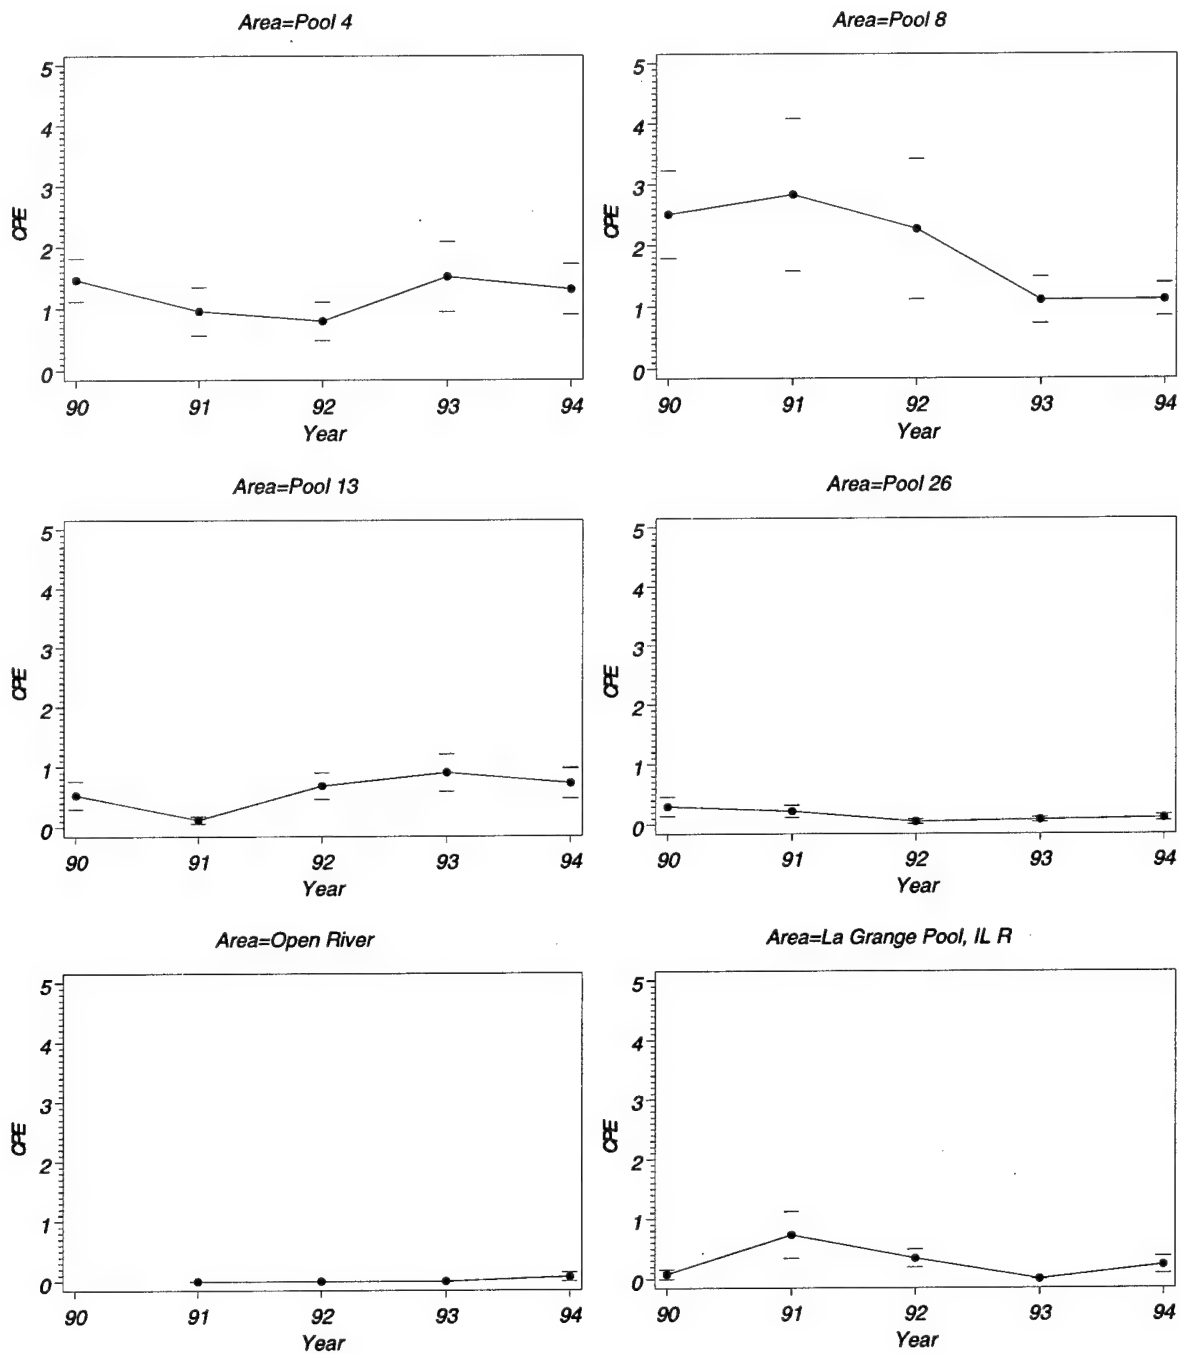 Area=Pool 4
5
4
3
2
1
0
CPE
90 91 92 93 94
Year
Area=Pool 8
5
4
3
2
1
0
CPE
90 91 92 93 94
Year
Area=Pool 13
5
4
3
2
1
0
CPE
90 91 92 93 94
Year
Area=Pool 26
5
4
3
2
1
0
CPE
90 91 92 93 94
Year
Area=Open River
5
4
3
2
1
0
CPE
90 91 92 93 94
Year
Area=La Grange Pool, IL R
5
4
3
2
1
0
CPE
90 91 92 93 94
Year